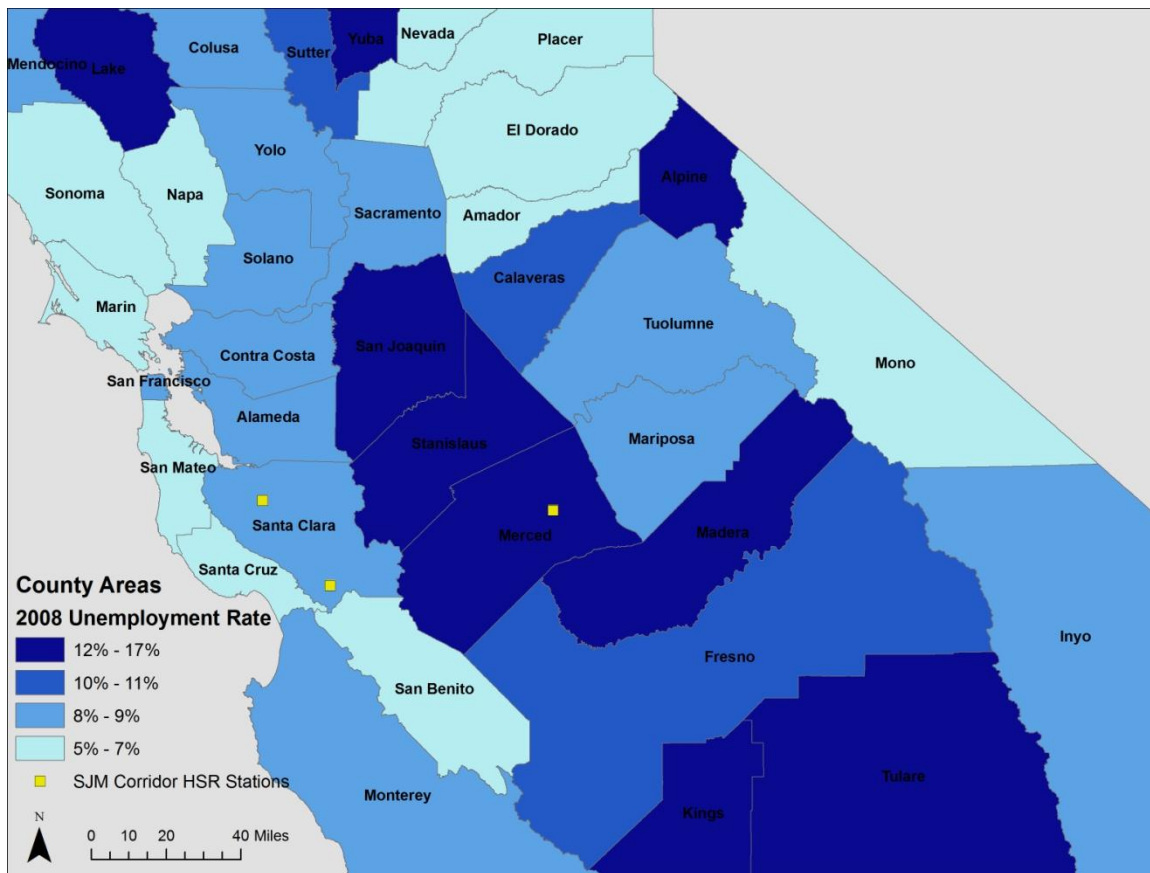 Nevada
Placer
Yuba
Colusa
Sutter
Mendocino
Lake
El Dorado
Yolo
Alpine
Sonoma
Napa
Sacramento
Amador
Solano
Calaveras
Marin
Tuolumne
San Joaquin
Contra Costa
Mono
San Francisco
Alameda
Stanislaus
Mariposa
San Mateo
Santa Clara
Merced
Madera
Santa Cruz
Inyo
Fresno
San Benito
Tulare
Monterey
Kings
County Areas
2008 Unemployment Rate
12% - 17%
10% - 11%
8% - 9%
5% - 7%
SJM Corridor HSR Stations
N
0 10 20 40 Miles